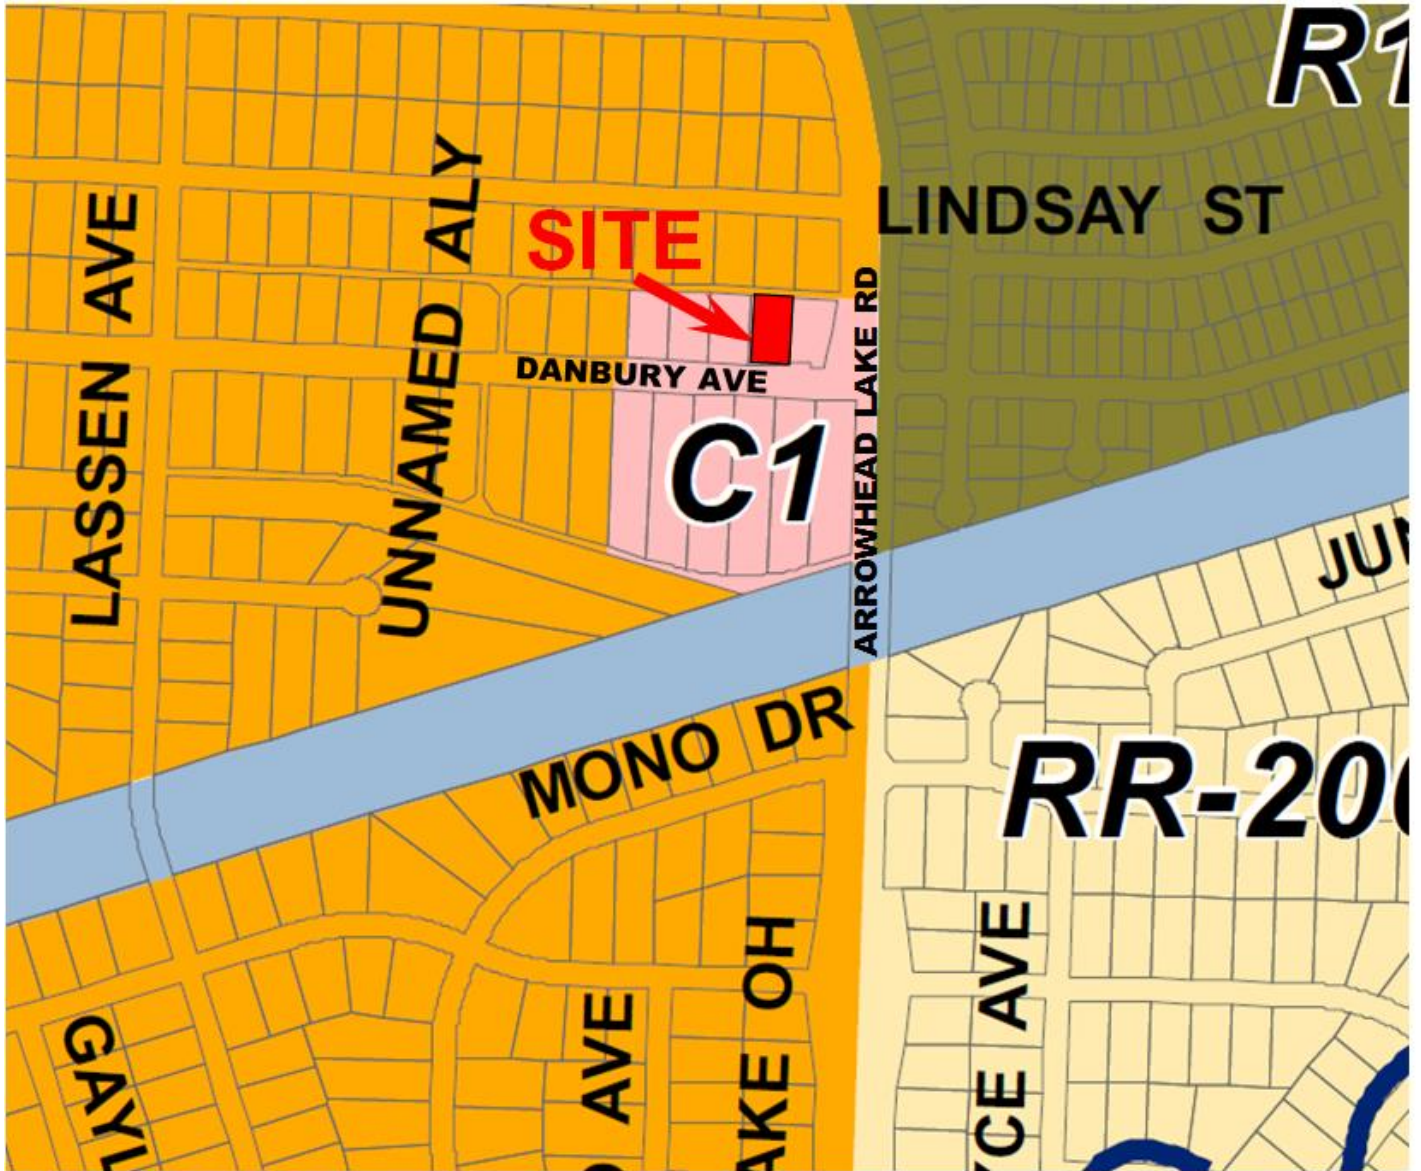 R1
LINDSAY ST
LASSEN AVE
UNNAMED ALY
SITE
DANBURY AVE
ARROWHEAD LAKE RD
C1
MONO DR
RR-20
AVE
AKE OH
AVE